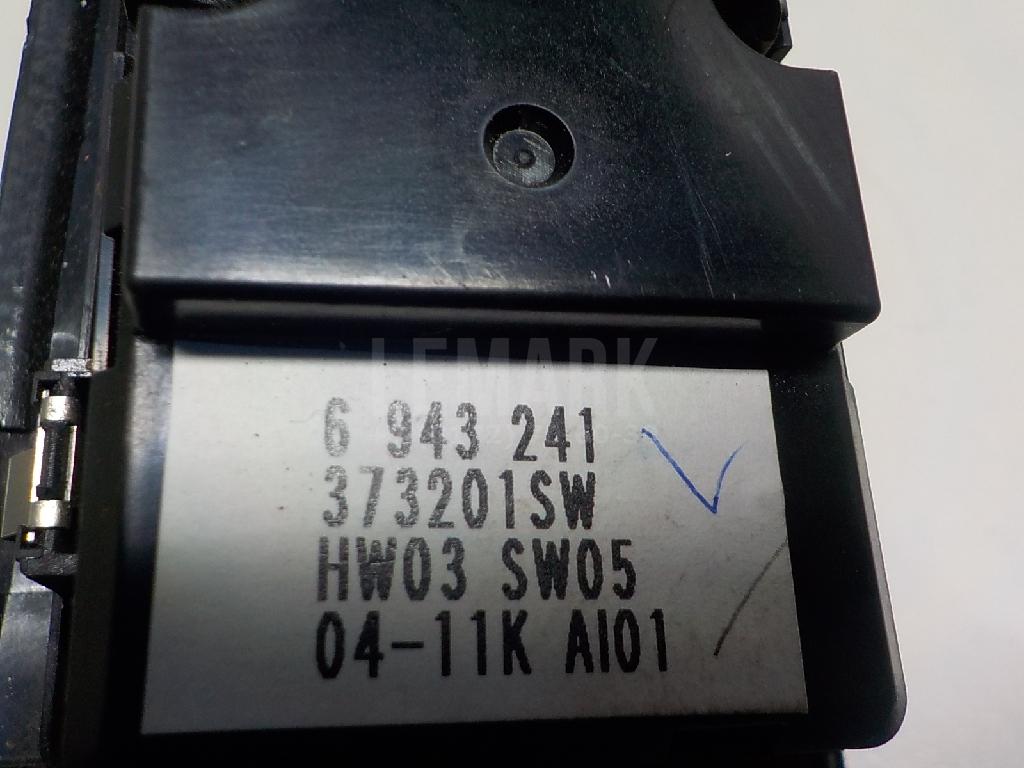 LEMARK
6 943 241
373201SW
HW03 SW05
04-11K AI01